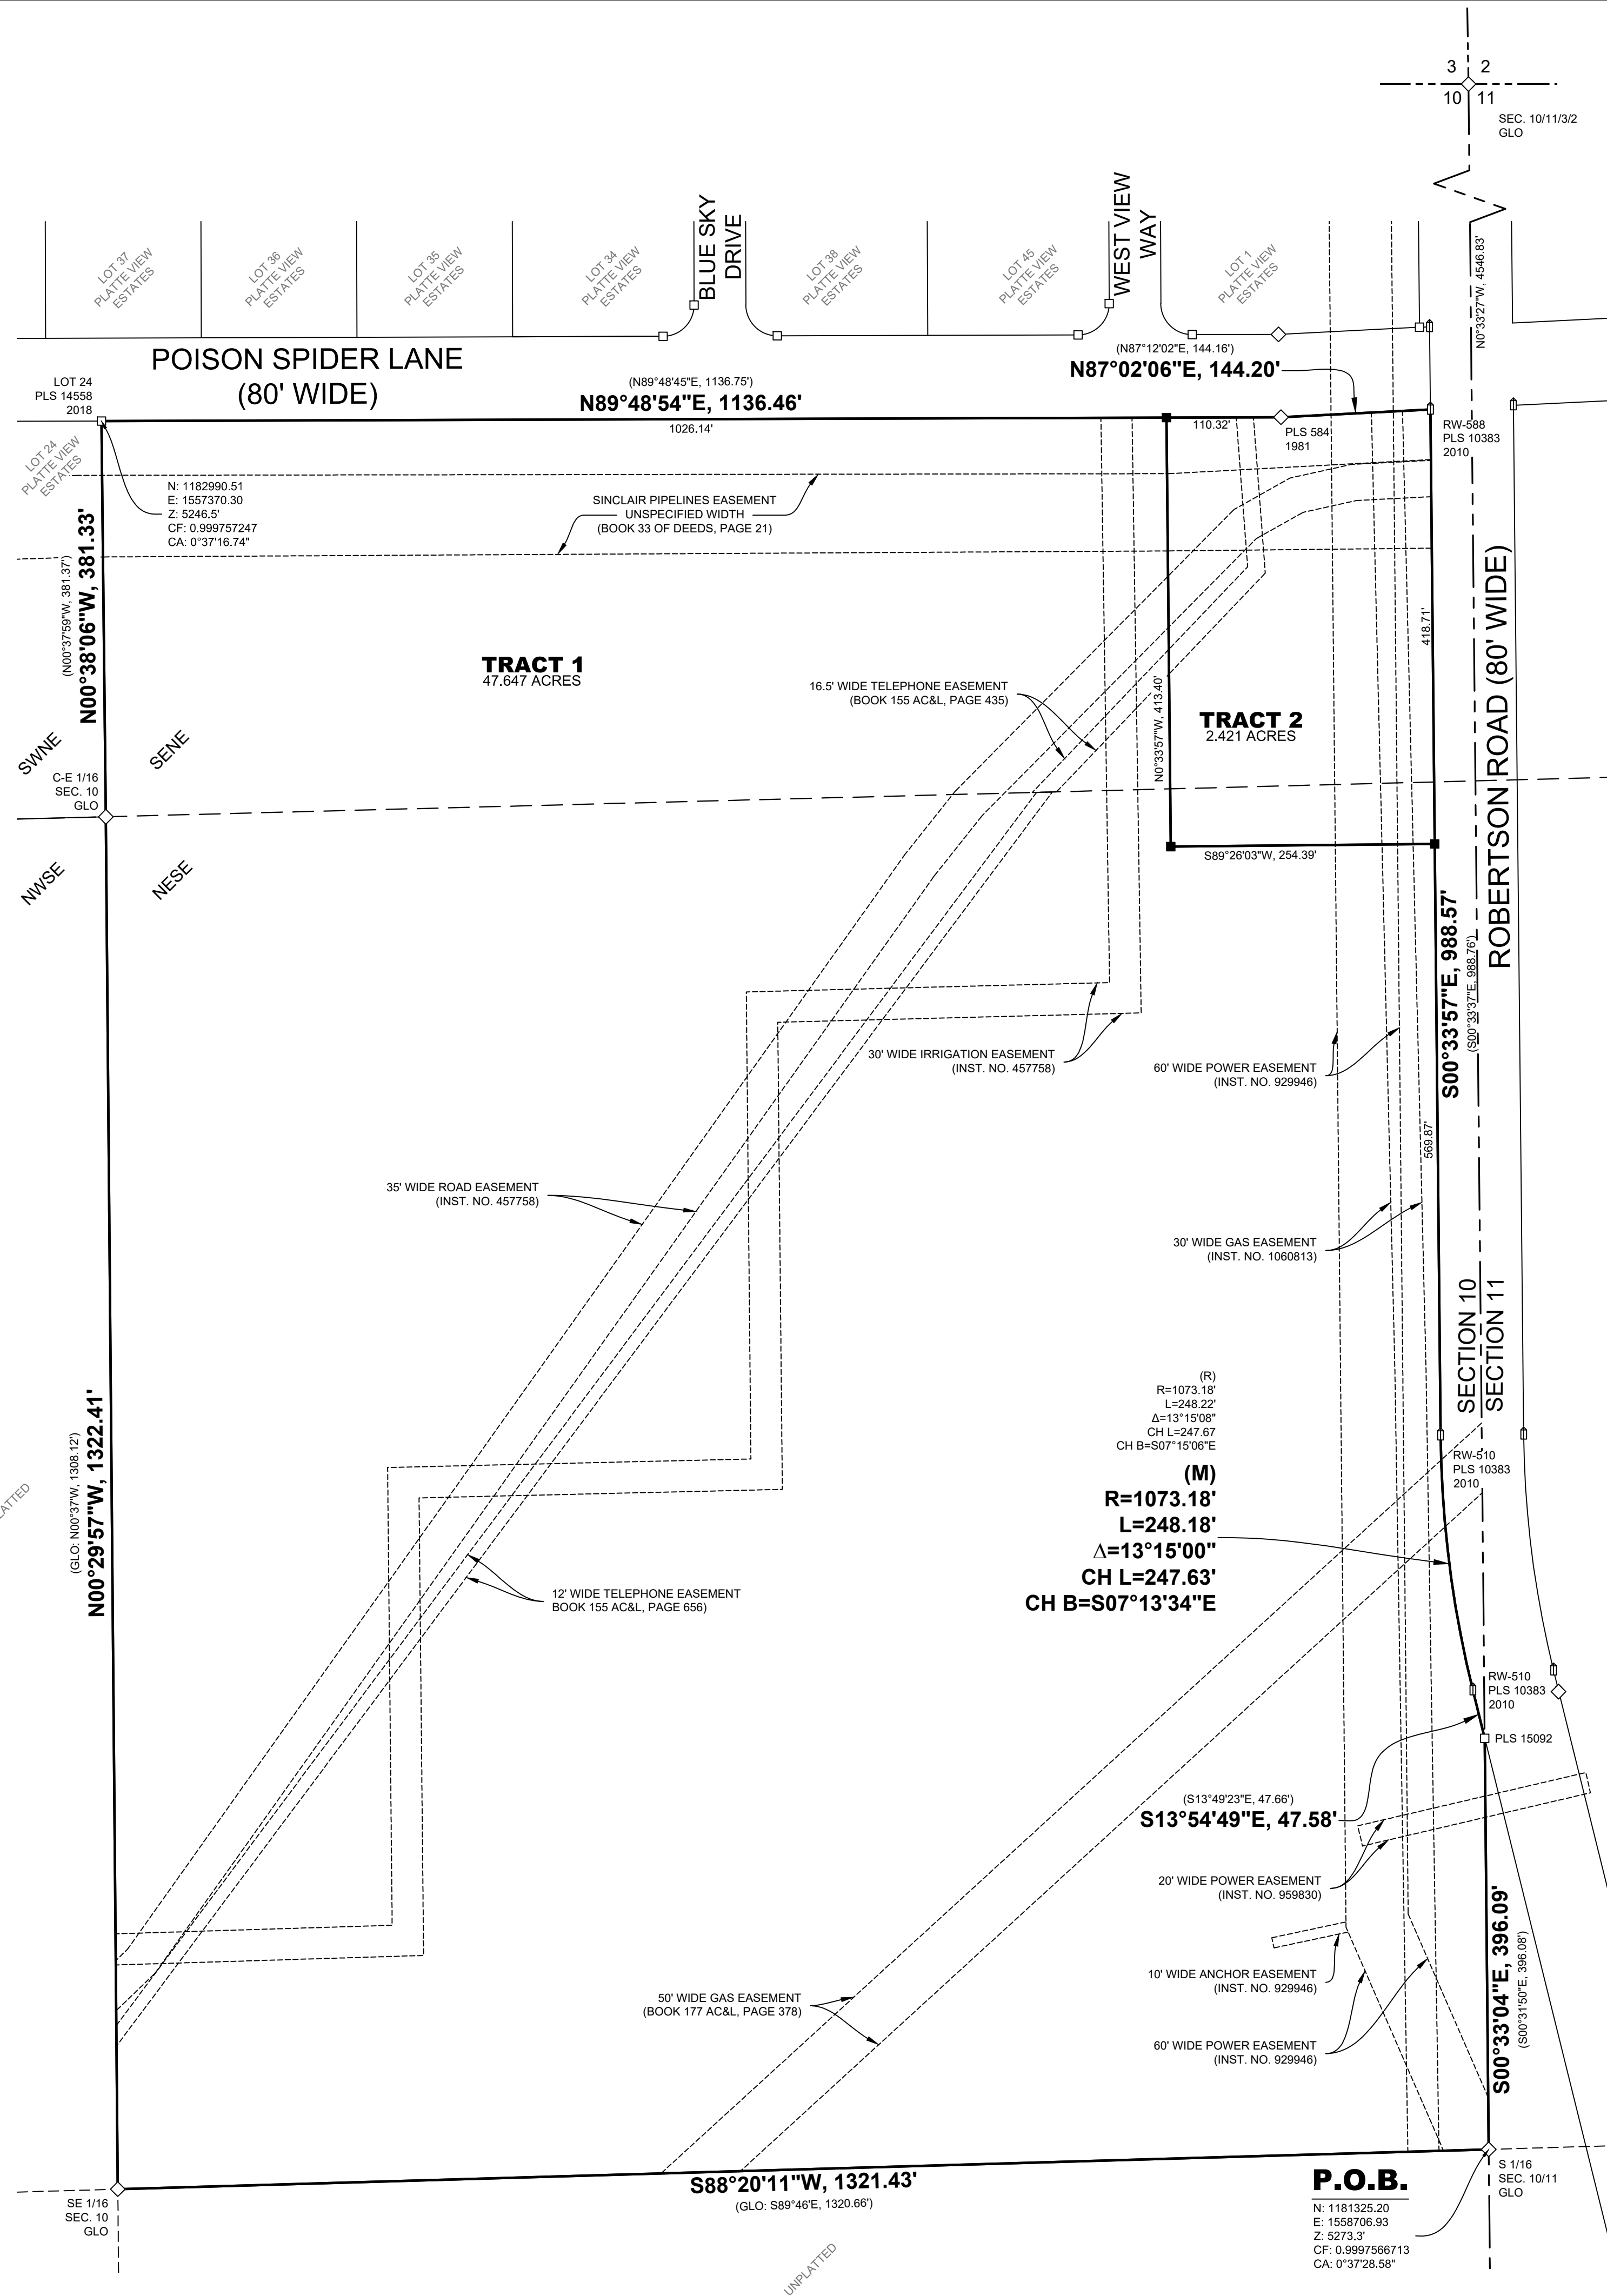 3 2
10 11
SEC. 10/11/3/2
GLO
N0°33'27"W, 4546.83'
LOT 37
PLATTE VIEW
ESTATES
LOT 36
PLATTE VIEW
ESTATES
LOT 35
PLATTE VIEW
ESTATES
LOT 34
PLATTE VIEW
ESTATES
BLUE SKY
DRIVE
LOT 38
PLATTE VIEW
ESTATES
LOT 45
PLATTE VIEW
ESTATES
WEST VIEW
WAY
LOT 1
PLATTE VIEW
ESTATES
POISON SPIDER LANE
(80' WIDE)
LOT 24
PLS 14558
2018
(N89°48'45"E, 1136.75')
N89°48'54"E, 1136.46'
1026.14'
(N87°12'02"E, 144.16')
N87°02'06"E, 144.20'
110.32'
PLS 584
1981
RW-588
PLS 10383
2010
LOT 24
PLATTE VIEW
ESTATES
N: 1182990.51
E: 1557370.30
Z: 5246.5'
CF: 0.999757247
CA: 0°37'16.74"
SINCLAIR PIPELINES EASEMENT
UNSPECIFIED WIDTH
(BOOK 33 OF DEEDS, PAGE 21)
(N00°37'59"W, 381.37')
N00°38'06"W, 381.33'
TRACT 1
47.647 ACRES
16.5' WIDE TELEPHONE EASEMENT
(BOOK 155 AC&L, PAGE 435)
N0°33'57"W, 413.40'
TRACT 2
2.421 ACRES
418.71'
ROBERTSON ROAD (80' WIDE)
SWNE
SENE
C-E 1/16
SEC. 10
GLO
NWSE
NESE
S89°26'03"W, 254.39'
S00°33'57"E, 988.57'
(S00°33'37"E, 988.76')
30' WIDE IRRIGATION EASEMENT
(INST. NO. 457758)
60' WIDE POWER EASEMENT
(INST. NO. 929946)
569.87'
35' WIDE ROAD EASEMENT
(INST. NO. 457758)
30' WIDE GAS EASEMENT
(INST. NO. 1060813)
SECTION 10
SECTION 11
(R)
R=1073.18'
L=248.22'
Δ=13°15'08"
CH L=247.67
CH B=S07°15'06"E
(M)
R=1073.18'
L=248.18'
Δ=13°15'00"
CH L=247.63'
CH B=S07°13'34"E
RW-510
PLS 10383
2010
(GLO: N00°37'W, 1308.12')
N00°29'57"W, 1322.41'
12' WIDE TELEPHONE EASEMENT
BOOK 155 AC&L, PAGE 656)
RW-510
PLS 10383
2010
PLS 15092
(S13°49'23"E, 47.66')
S13°54'49"E, 47.58'
20' WIDE POWER EASEMENT
(INST. NO. 959830)
S00°33'04"E, 396.09'
(S00°31'50"E, 396.08')
10' WIDE ANCHOR EASEMENT
(INST. NO. 929946)
50' WIDE GAS EASEMENT
(BOOK 177 AC&L, PAGE 378)
60' WIDE POWER EASEMENT
(INST. NO. 929946)
S88°20'11"W, 1321.43'
(GLO: S89°46'E, 1320.66')
SE 1/16
SEC. 10
GLO
P.O.B.
N: 1181325.20
E: 1558706.93
Z: 5273.3'
CF: 0.9997566713
CA: 0°37'28.58"
S 1/16
SEC. 10/11
GLO
UNPLATTED